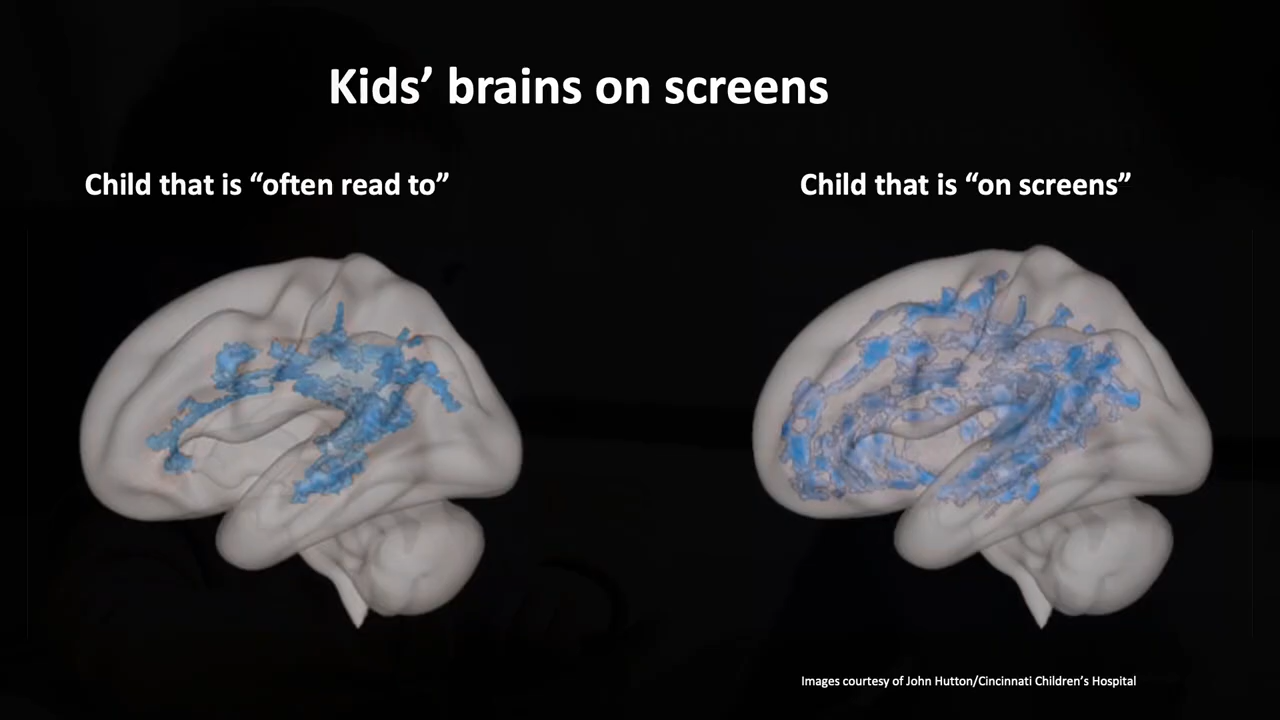 Kids’ brains on screens
Child that is “often read to”
Child that is “on screens”
Images courtesy of John Hutton/Cincinnati Children’s Hospital